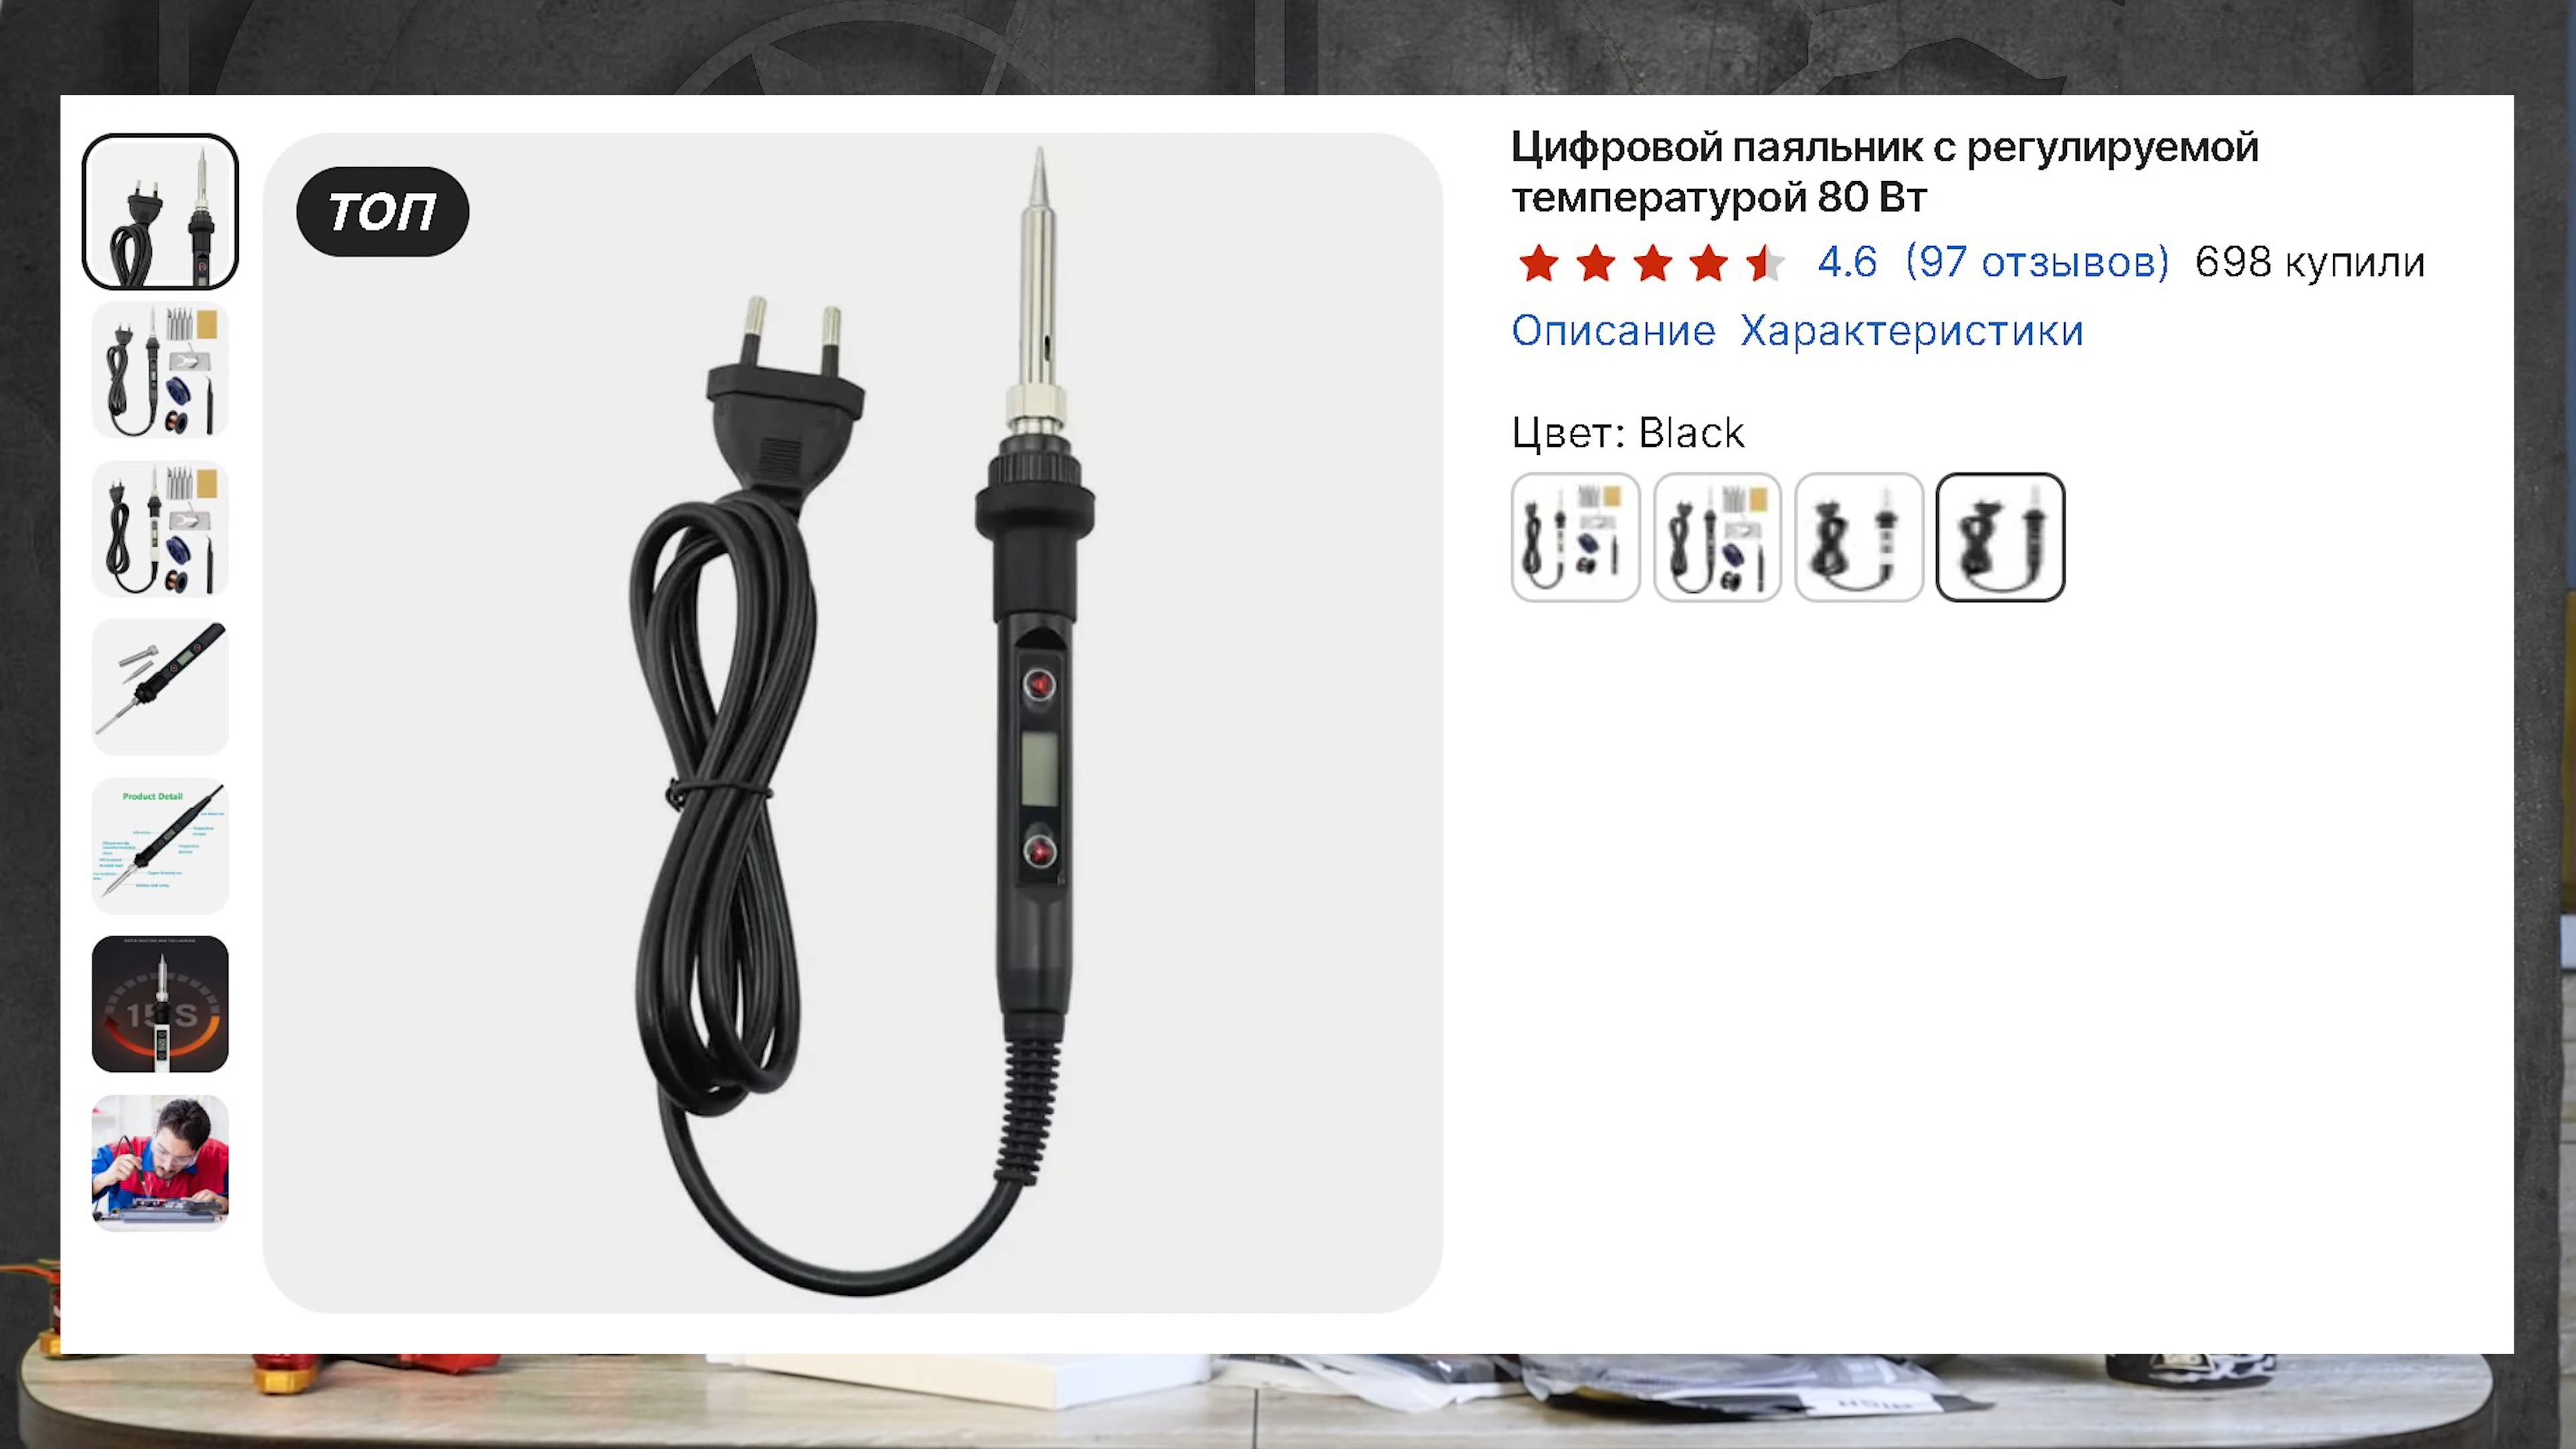 ТОП
Цифровой паяльник с регулируемой
температурой 80 Вт
4.6 (97 отзывов) 698 купили
Описание Характеристики
Цвет: Black
Product Detail
15 S